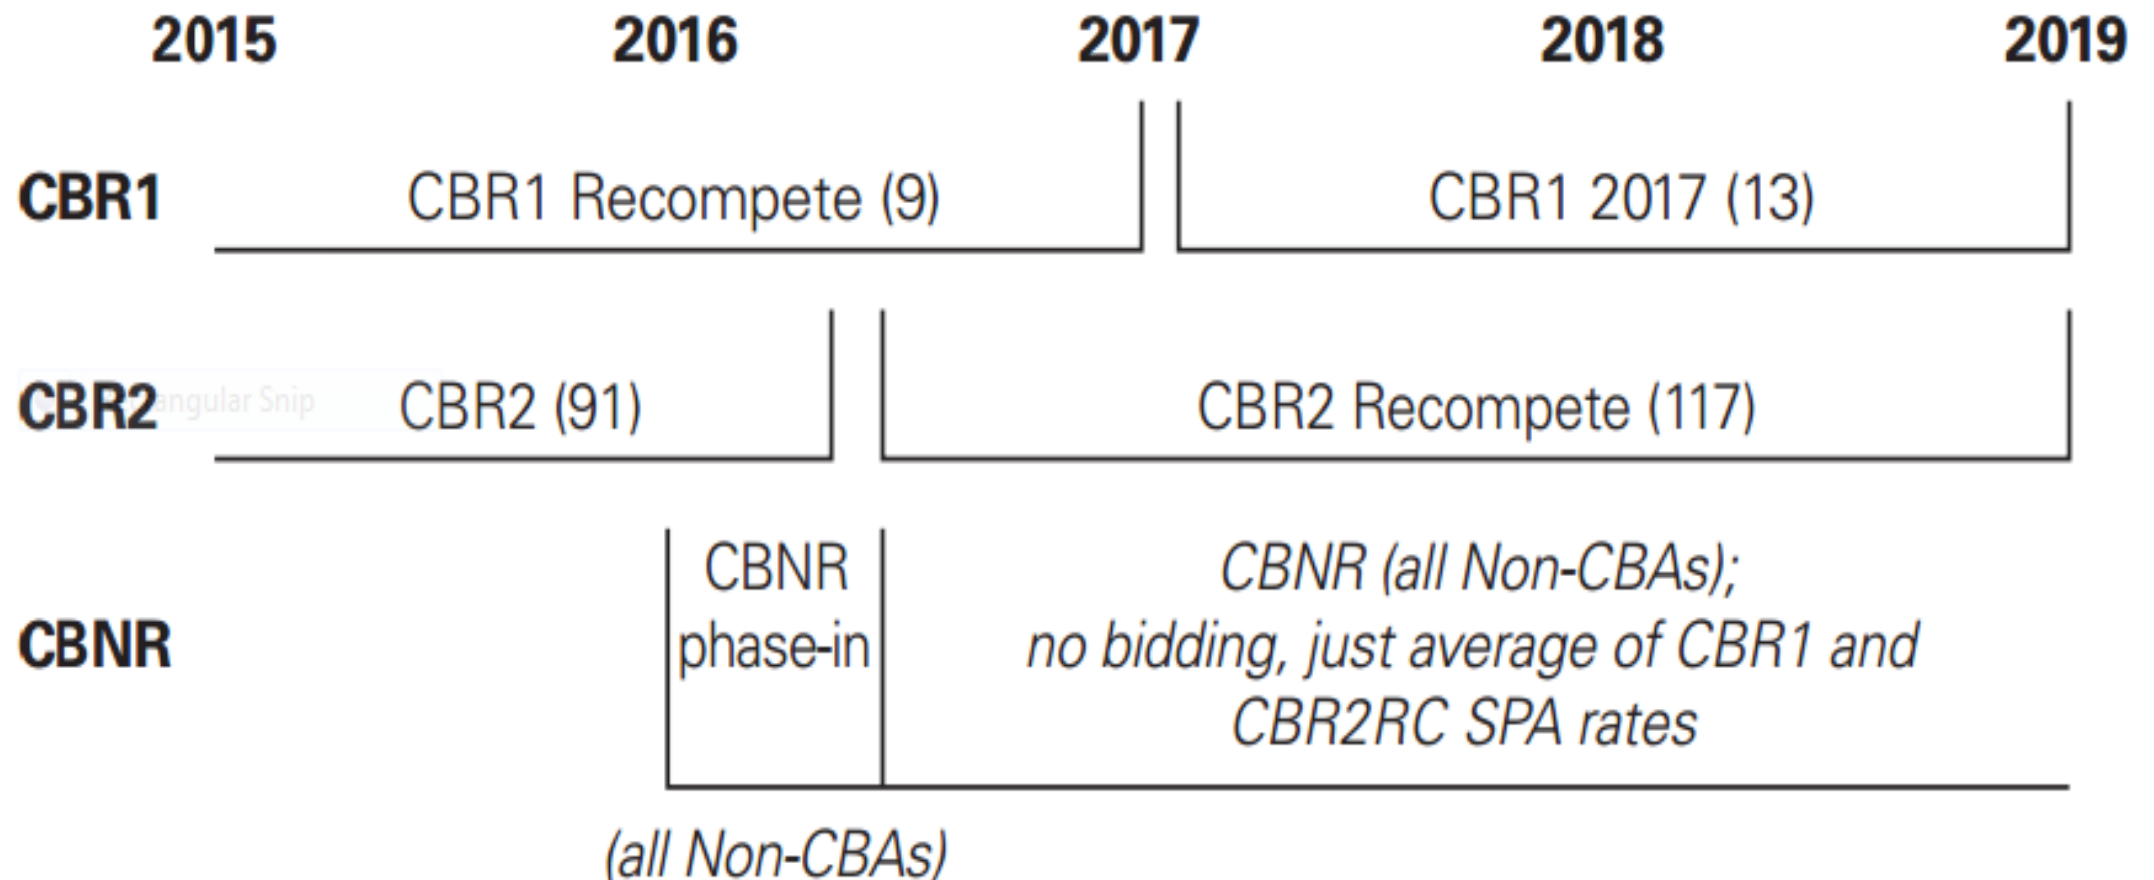 2015 2016 2017 2018 2019
CBR1 CBR1 Recompete (9) CBR1 2017 (13)
CBR2 angular Snip CBR2 (91) CBR2 Recompete (117)
CBNR
phase-in
CBNR (all Non-CBAs);
no bidding, just average of CBR1 and
CBR2RC SPA rates
CBNR
(all Non-CBAs)